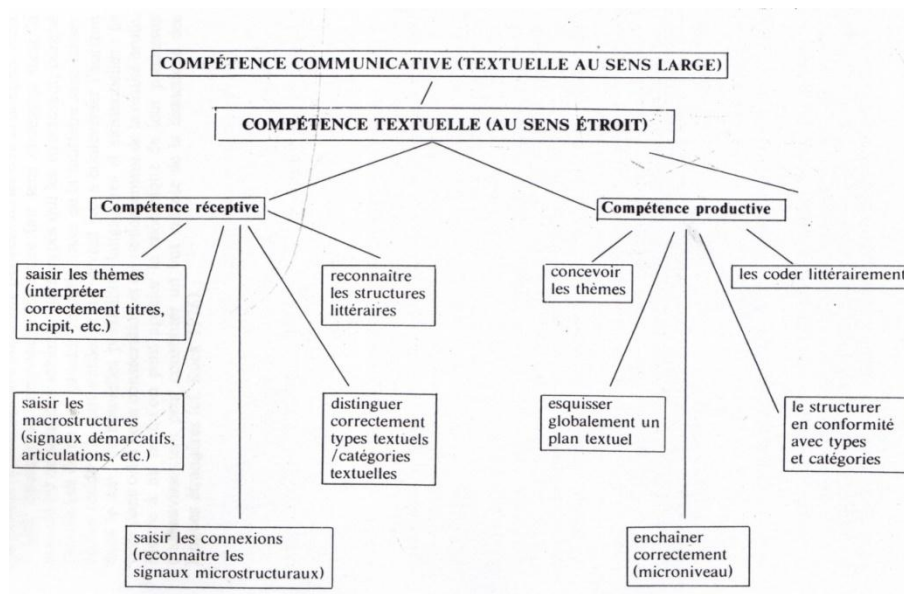 COMPÉTENCE COMMUNICATIVE (TEXTUELLE AU SENS LARGE)
COMPÉTENCE TEXTUELLE (AU SENS ÉTROIT)
Compétence réceptive
Compétence productive
saisir les thèmes
(interpréter
correctement titres,
incipit, etc.)
reconnaître
les structures
littéraires
concevoir
les thèmes
les coder littérairement
saisir les
macrostructures
(signaux démarcatifs,
articulations, etc.)
distinguer
correctement
types textuels
/catégories
textuelles
esquisser
globalement un
plan textuel
le structurer
en conformité
avec types
et catégories
saisir les connexions
(reconnaître les
signaux microstructuraux)
enchaîner
correctement
(microniveau)